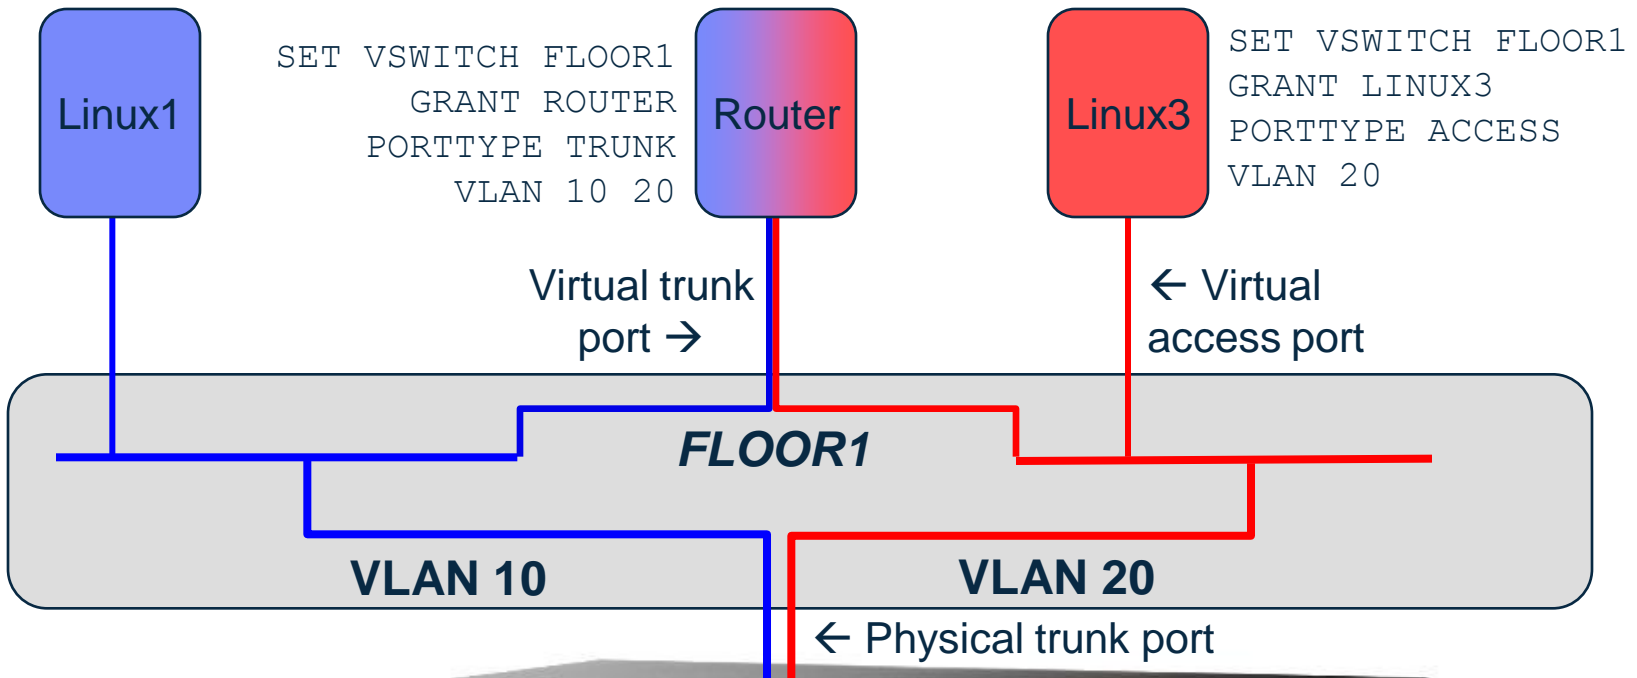 Linux1
SET VSWITCH FLOOR1
GRANT ROUTER
PORTTYPE TRUNK
VLAN 10 20
Router
Linux3
SET VSWITCH FLOOR1
GRANT LINUX3
PORTTYPE ACCESS
VLAN 20
Virtual trunk
port →
← Virtual
access port
FLOOR1
VLAN 10
VLAN 20
← Physical trunk port